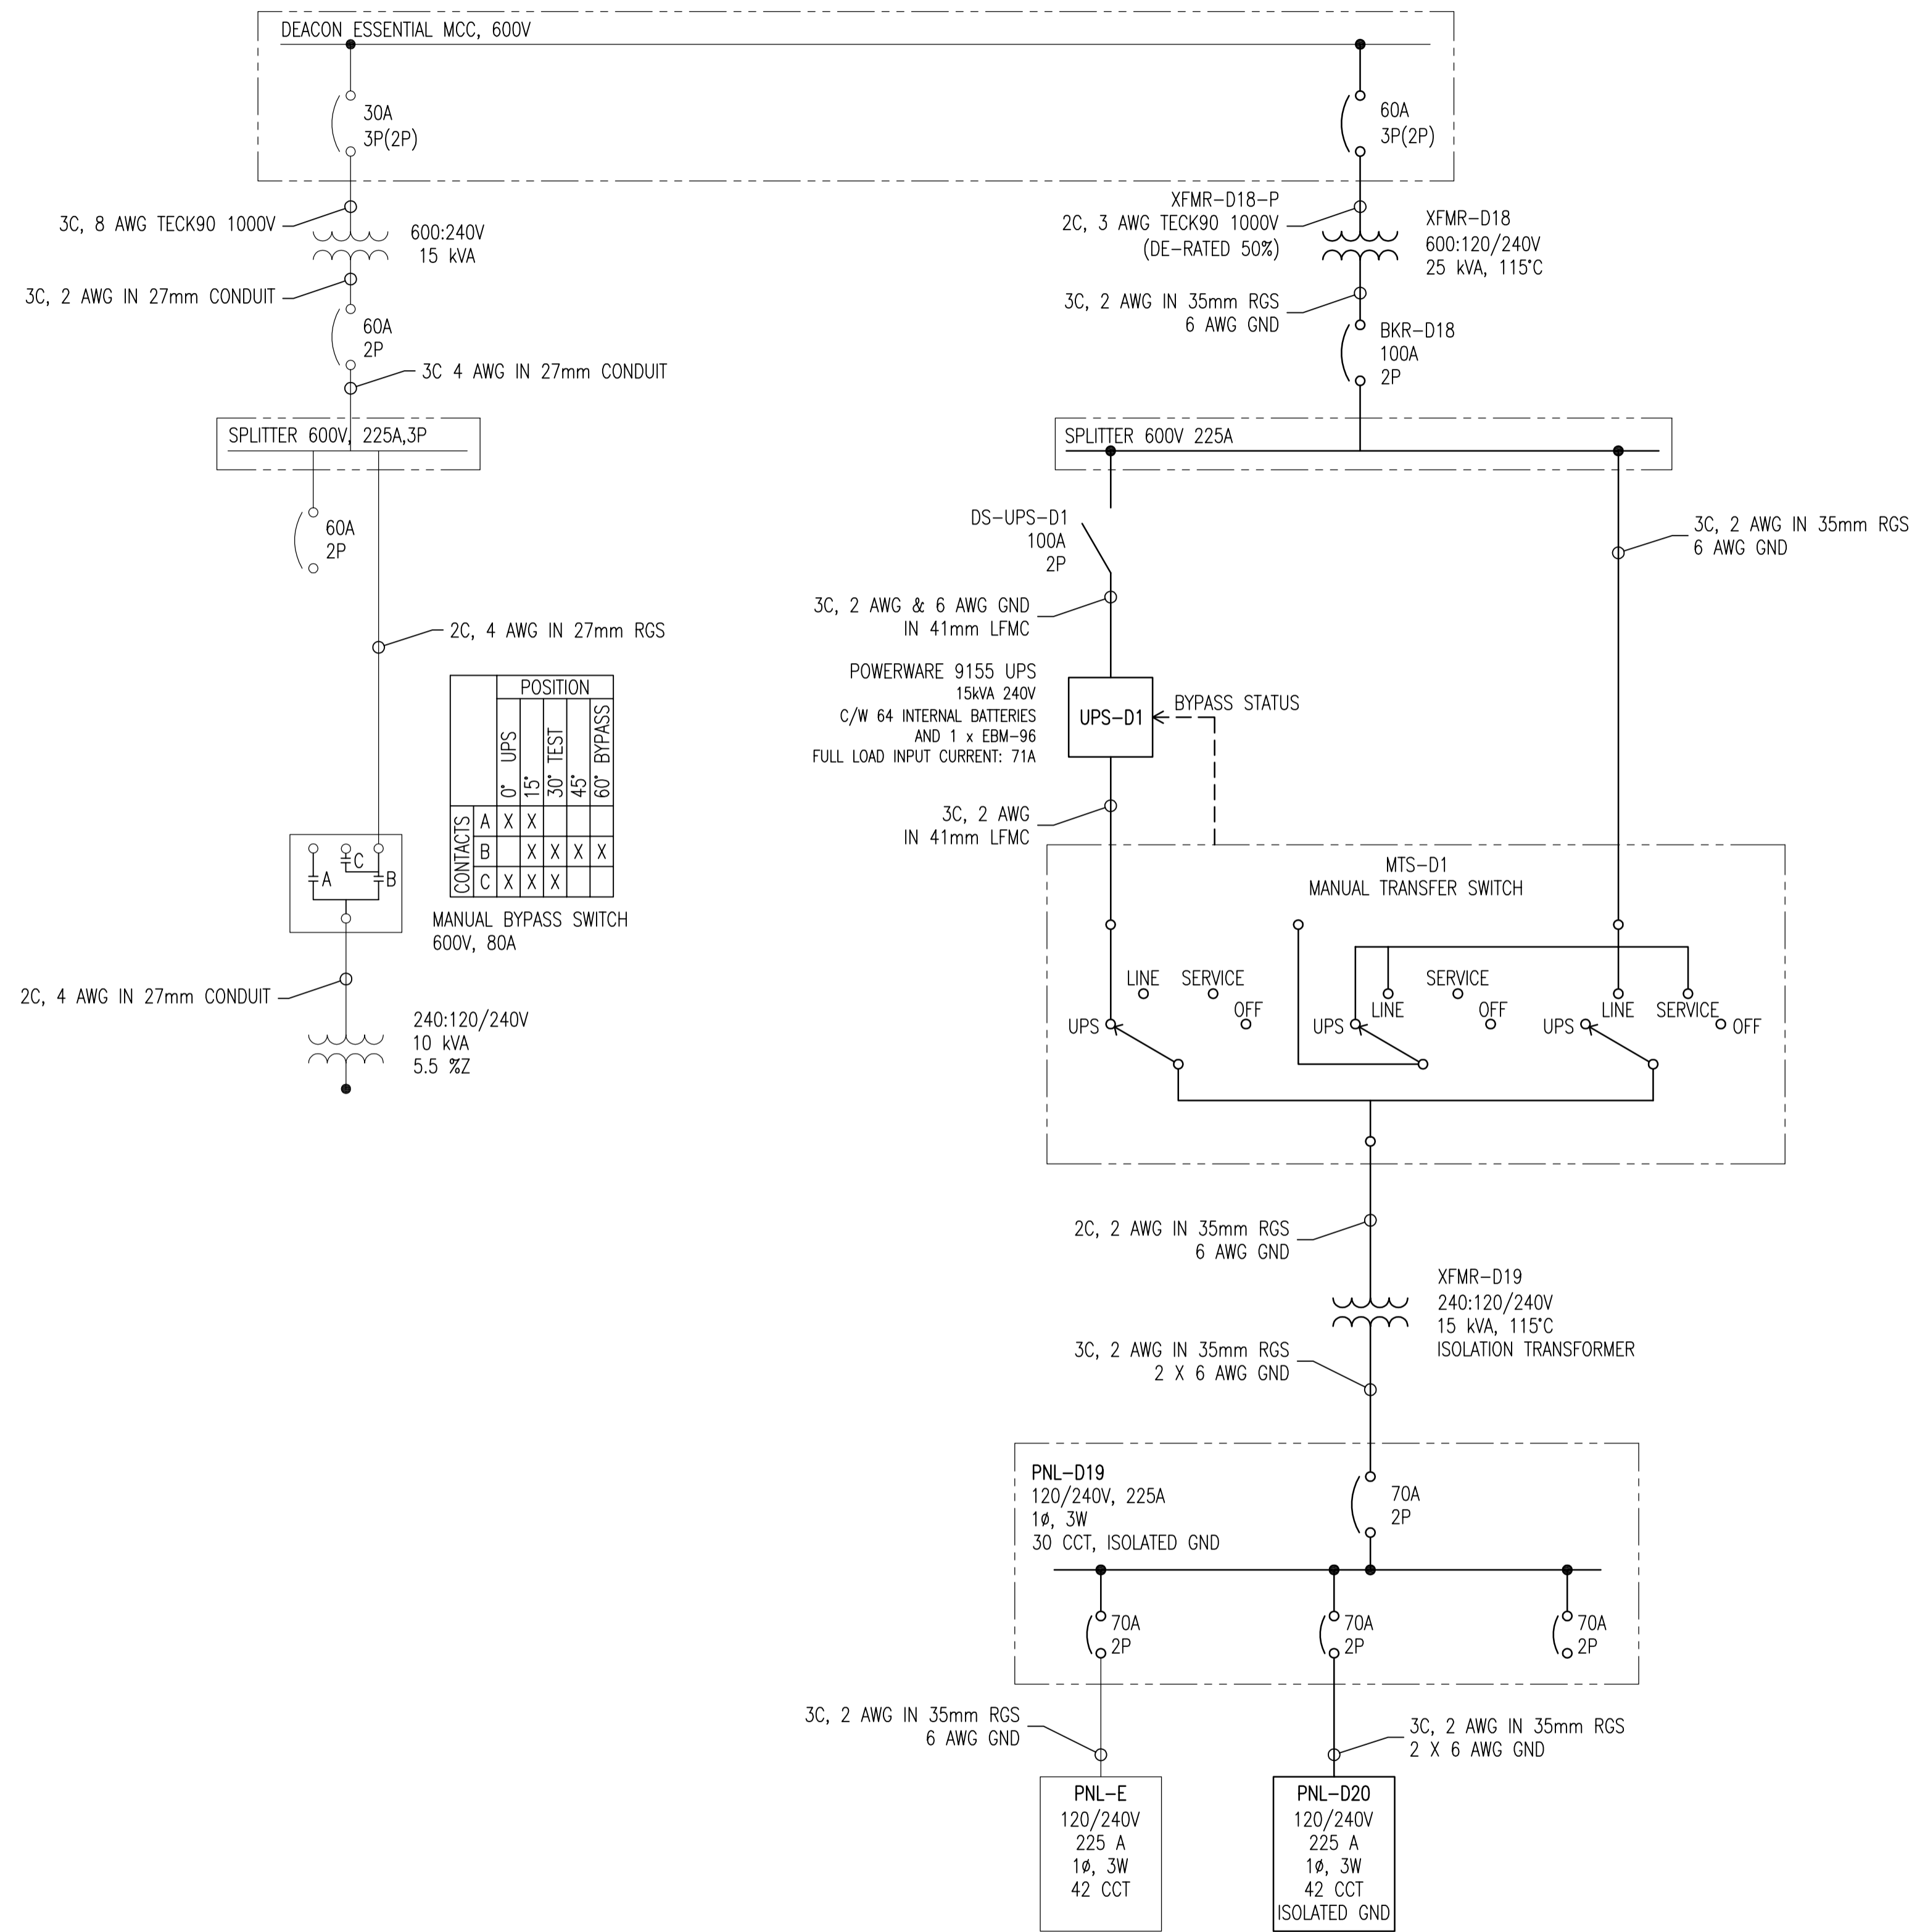 DEACON ESSENTIAL MCC, 600V
30A
3P(2P)
60A
3P(2P)
3C, 8 AWG TECK90 1000V
600:240V
15 kVA
3C, 2 AWG IN 27mm CONDUIT
60A
2P
3C 4 AWG IN 27mm CONDUIT
SPLITTER 600V, 225A,3P
60A
2P
2C, 4 AWG IN 27mm RGS
POSITION
0° UPS
15°
30° TEST
45°
60° BYPASS
CONTACTS
A X X
B X X X X
C X X X
C
A
B
MANUAL BYPASS SWITCH
600V, 80A
2C, 4 AWG IN 27mm CONDUIT
240:120/240V
10 kVA
5.5 %Z
XFMR-D18-P
2C, 3 AWG TECK90 1000V
(DE-RATED 50%)
XFMR-D18
600:120/240V
25 kVA, 115°C
3C, 2 AWG IN 35mm RGS
6 AWG GND
BKR-D18
100A
2P
SPLITTER 600V 225A
DS-UPS-D1
100A
2P
3C, 2 AWG IN 35mm RGS
6 AWG GND
3C, 2 AWG & 6 AWG GND
IN 41mm LFMC
POWERWARE 9155 UPS
15kVA 240V
C/W 64 INTERNAL BATTERIES
AND 1 x EBM-96
FULL LOAD INPUT CURRENT: 71A
UPS-D1
BYPASS STATUS
3C, 2 AWG
IN 41mm LFMC
MTS-D1
MANUAL TRANSFER SWITCH
UPS
LINE
SERVICE
OFF
UPS
LINE
SERVICE
OFF
UPS
LINE
SERVICE
OFF
2C, 2 AWG IN 35mm RGS
6 AWG GND
XFMR-D19
240:120/240V
15 kVA, 115°C
ISOLATION TRANSFORMER
3C, 2 AWG IN 35mm RGS
2 X 6 AWG GND
PNL-D19
120/240V, 225A
1ø, 3W
30 CCT, ISOLATED GND
70A
2P
70A
2P
70A
2P
70A
2P
3C, 2 AWG IN 35mm RGS
6 AWG GND
3C, 2 AWG IN 35mm RGS
2 X 6 AWG GND
PNL-E
120/240V
225 A
1ø, 3W
42 CCT
PNL-D20
120/240V
225 A
1ø, 3W
42 CCT
ISOLATED GND